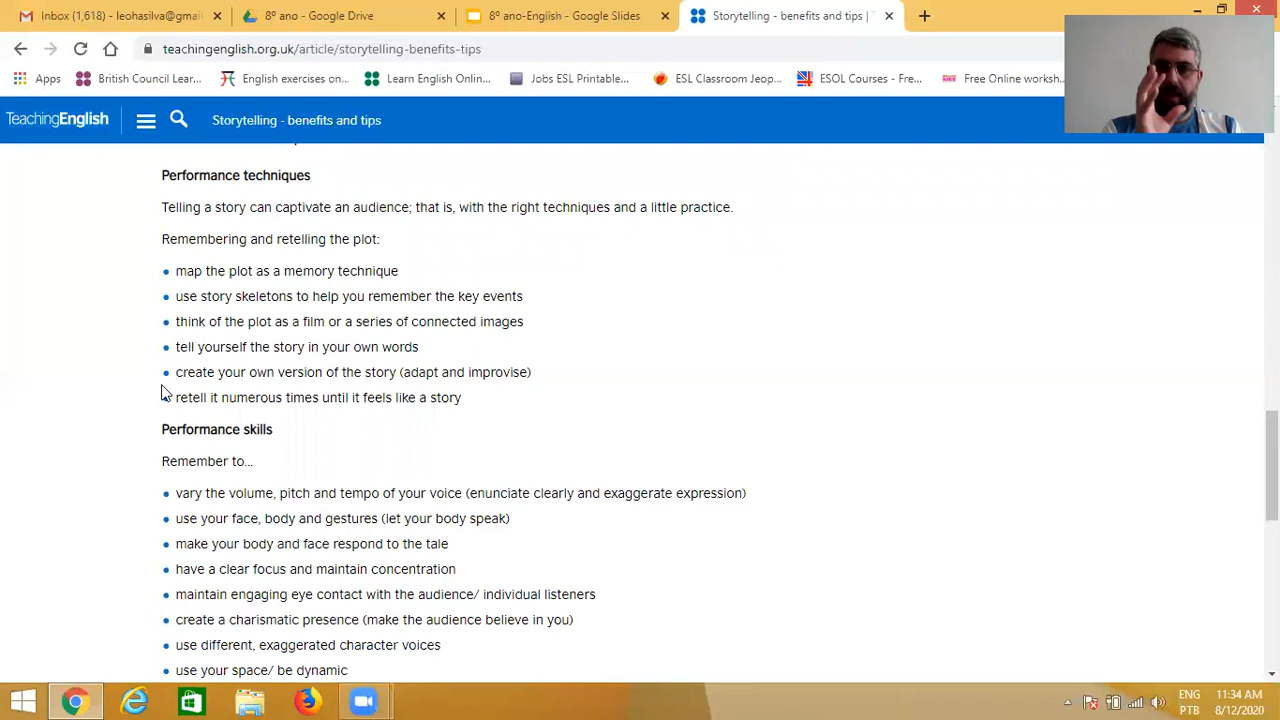 Inbox (1,618) - leohasilva@gmai
8º ano - Google Drive
8º ano-English - Google Slides
Storytelling - benefits and tips | T
teachingenglish.org.uk/article/storytelling-benefits-tips
Apps
British Council Lear...
English exercises on...
Learn English Onlin...
Jobs ESL Printable...
ESL Classroom Jeop...
ESOL Courses - Fre...
Free Online worksh...
TeachingEnglish
Storytelling - benefits and tips
Performance techniques
Telling a story can captivate an audience; that is, with the right techniques and a little practice.
Remembering and retelling the plot:
map the plot as a memory technique
use story skeletons to help you remember the key events
think of the plot as a film or a series of connected images
tell yourself the story in your own words
create your own version of the story (adapt and improvise)
retell it numerous times until it feels like a story
Performance skills
Remember to...
vary the volume, pitch and tempo of your voice (enunciate clearly and exaggerate expression)
use your face, body and gestures (let your body speak)
make your body and face respond to the tale
have a clear focus and maintain concentration
maintain engaging eye contact with the audience/ individual listeners
create a charismatic presence (make the audience believe in you)
use different, exaggerated character voices
use your space/ be dynamic
ENG
11:34 AM
PTB
8/12/2020